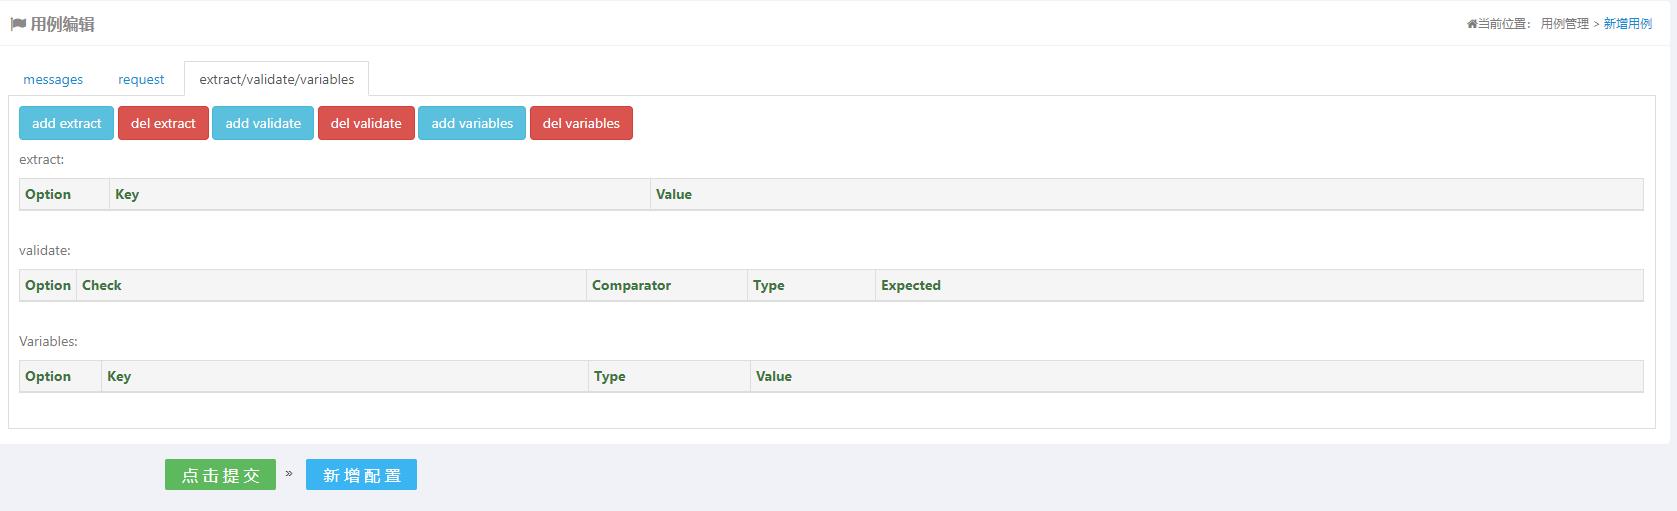 用例编辑
当前位置： 用例管理 > 新增用例
messages request extract/validate/variables
add extract del extract add validate del validate add variables del variables
extract:
Option Key Value
validate:
Option Check Comparator Type Expected
Variables:
Option Key Type Value
点击提交 » 新增配置